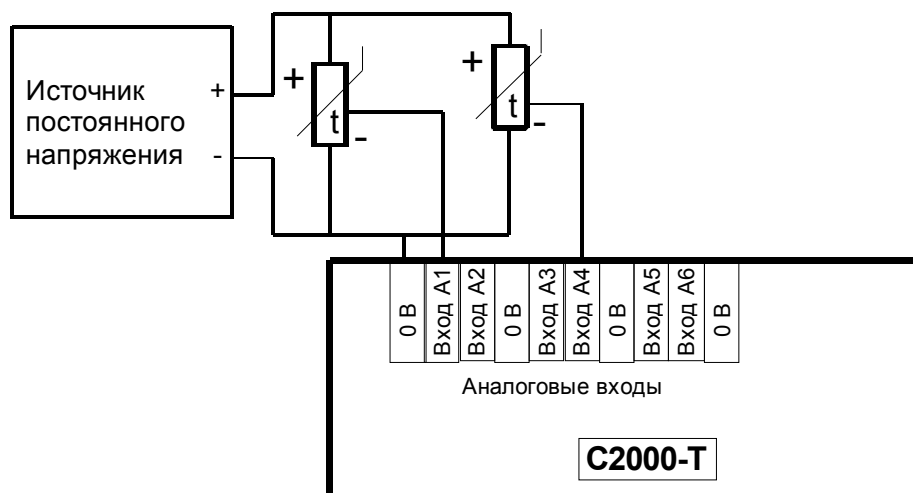 Источник
постоянного
напряжения
+
-
+
t
-
+
t
-
0 В
Вход А1
Вход А2
0 В
Вход А3
Вход А4
0 В
Вход А5
Вход А6
0 В
Аналоговые входы
С2000-Т